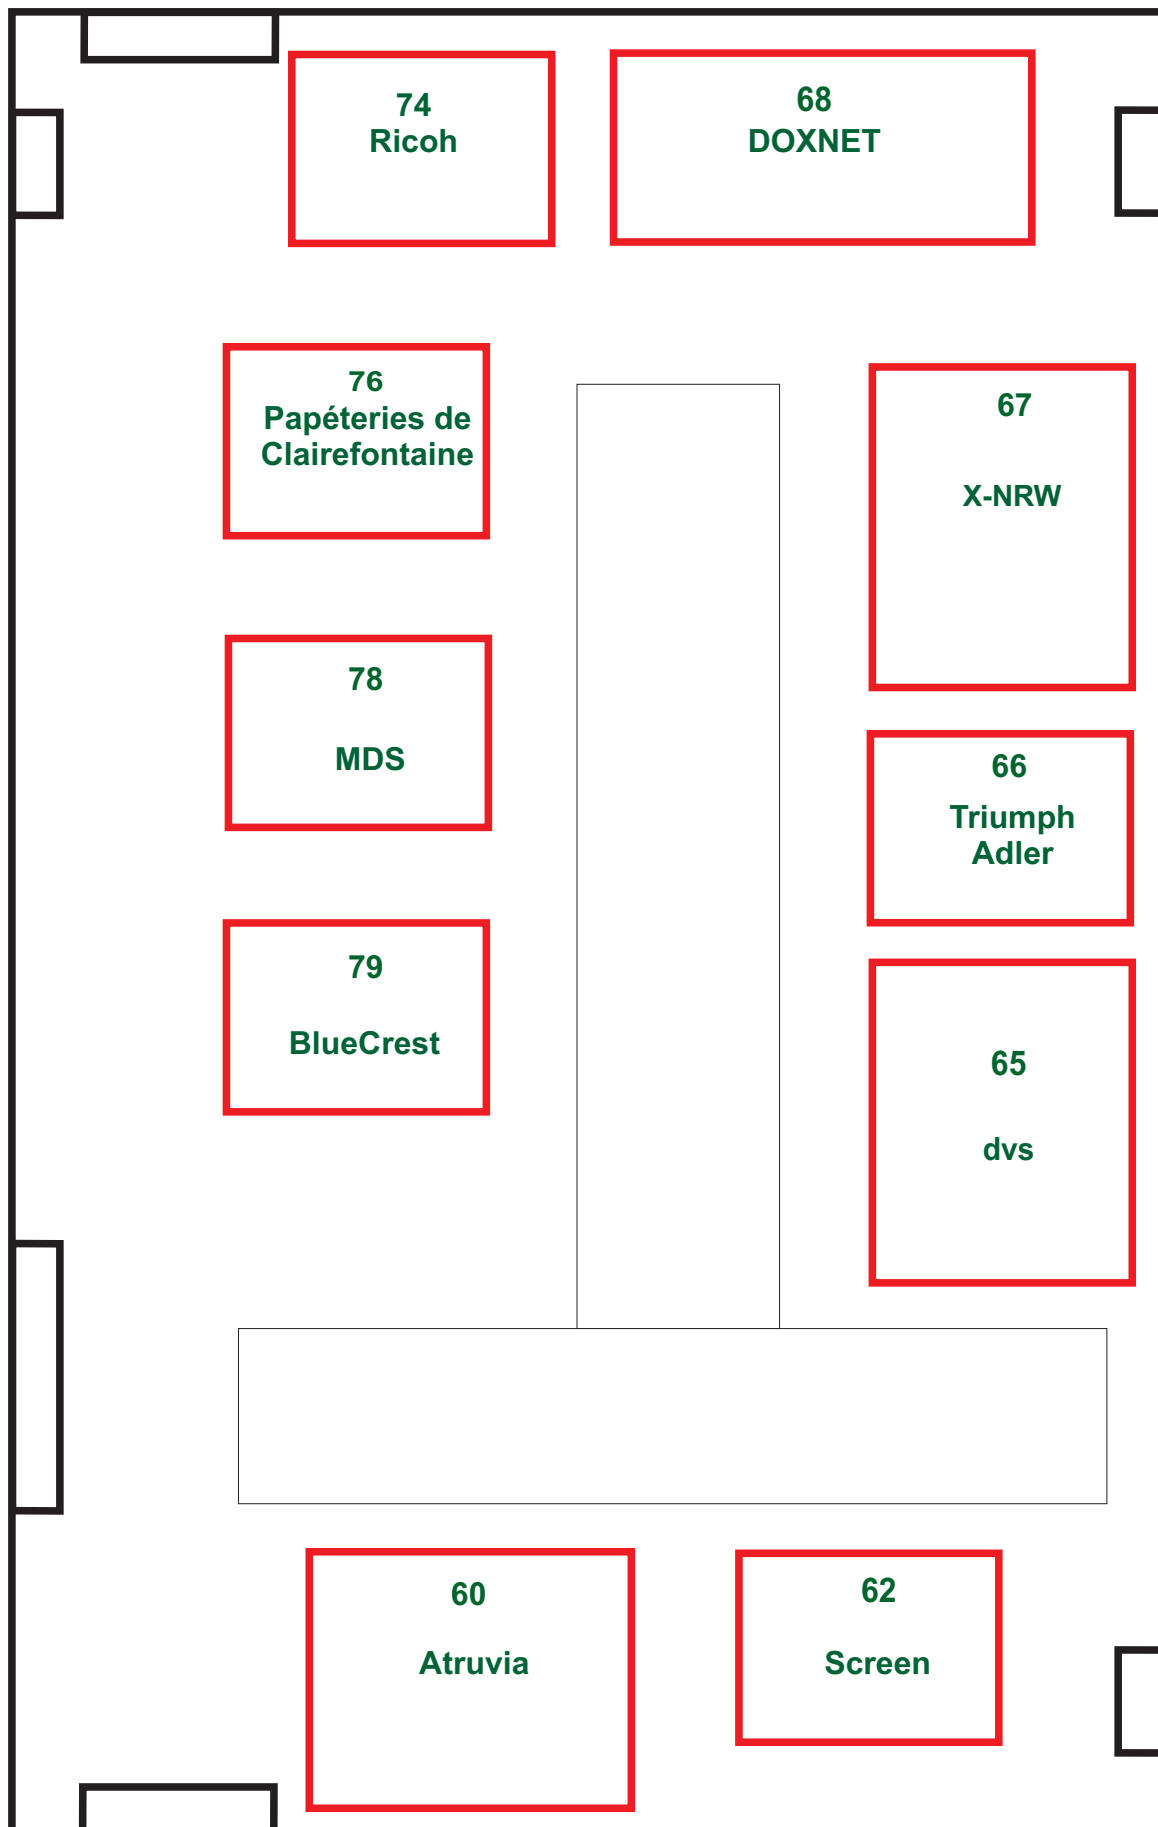 74
Ricoh
68
DOXNET
76
Papéteries de
Clairefontaine
67
X-NRW
78
MDS
66
Triumph
Adler
79
BlueCrest
65
dvs
60
Atruvia
62
Screen